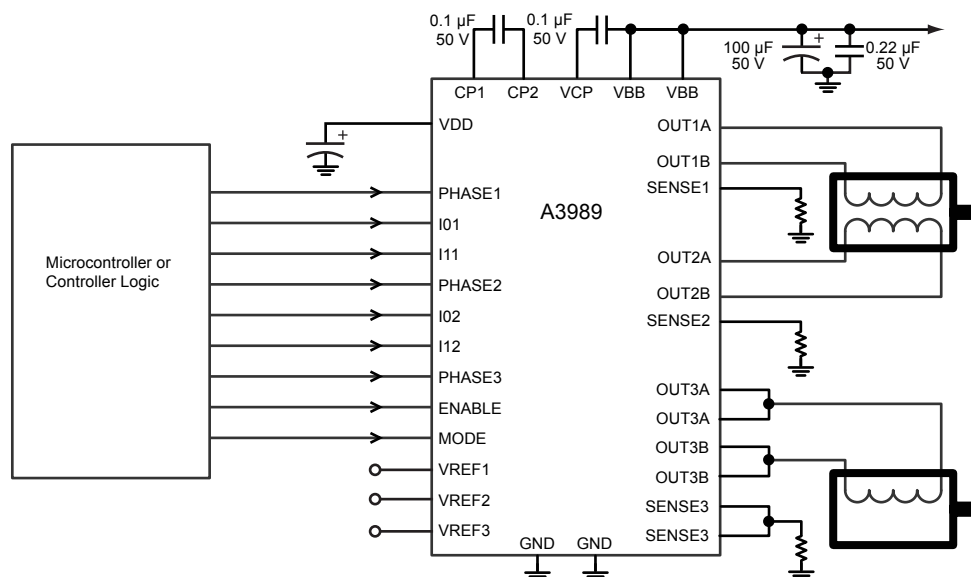 0.1 µF
50 V
0.1 µF
50 V
100 µF
50 V
+
0.22 µF
50 V
CP1
CP2
VCP
VBB
VBB
VDD
+
OUT1A
OUT1B
SENSE1
A3989
PHASE1
I01
I11
PHASE2
I02
I12
PHASE3
ENABLE
MODE
VREF1
VREF2
VREF3
Microcontroller or
Controller Logic
OUT2A
OUT2B
SENSE2
OUT3A
OUT3A
OUT3B
OUT3B
SENSE3
SENSE3
GND
GND